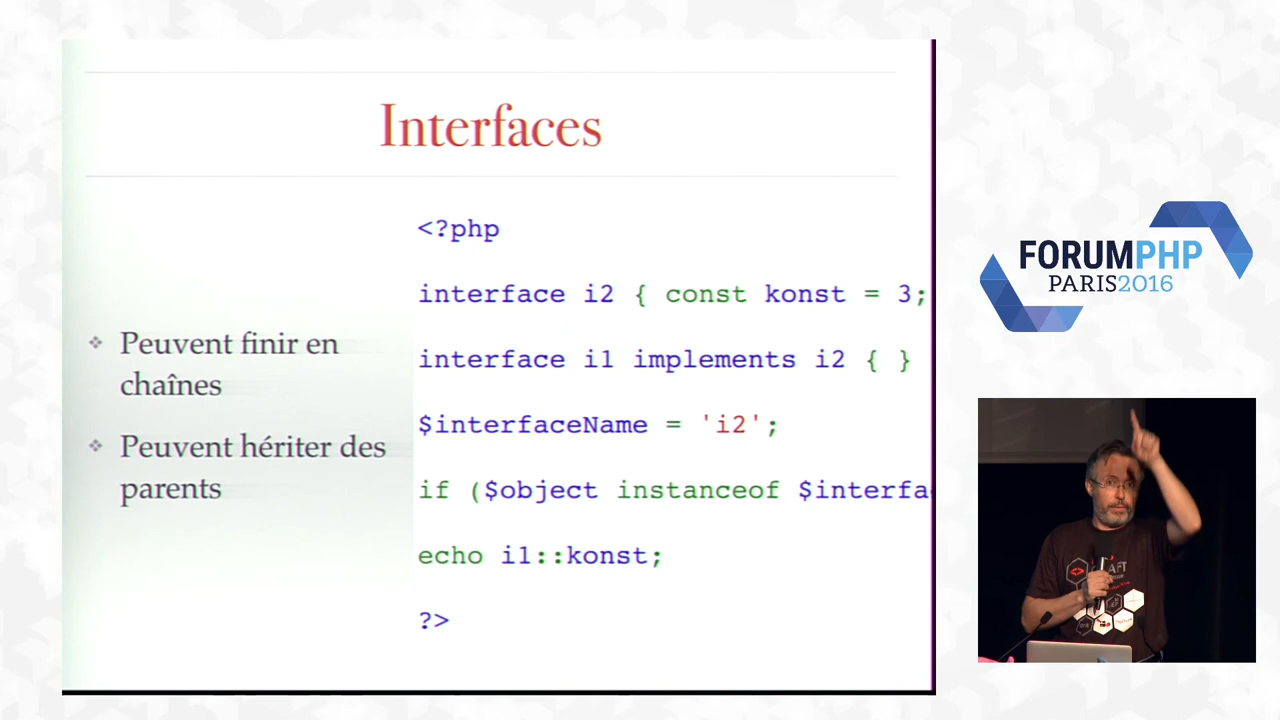 Interfaces
Peuvent finir en
chaînes
Peuvent hériter des
parents
<?php
interface i2 { const konst = 3;
interface i1 implements i2 { }
$interfaceName = 'i2';
if ($object instanceof $interfa
echo i1::konst;
?>
FORUMPHP
PARIS2016